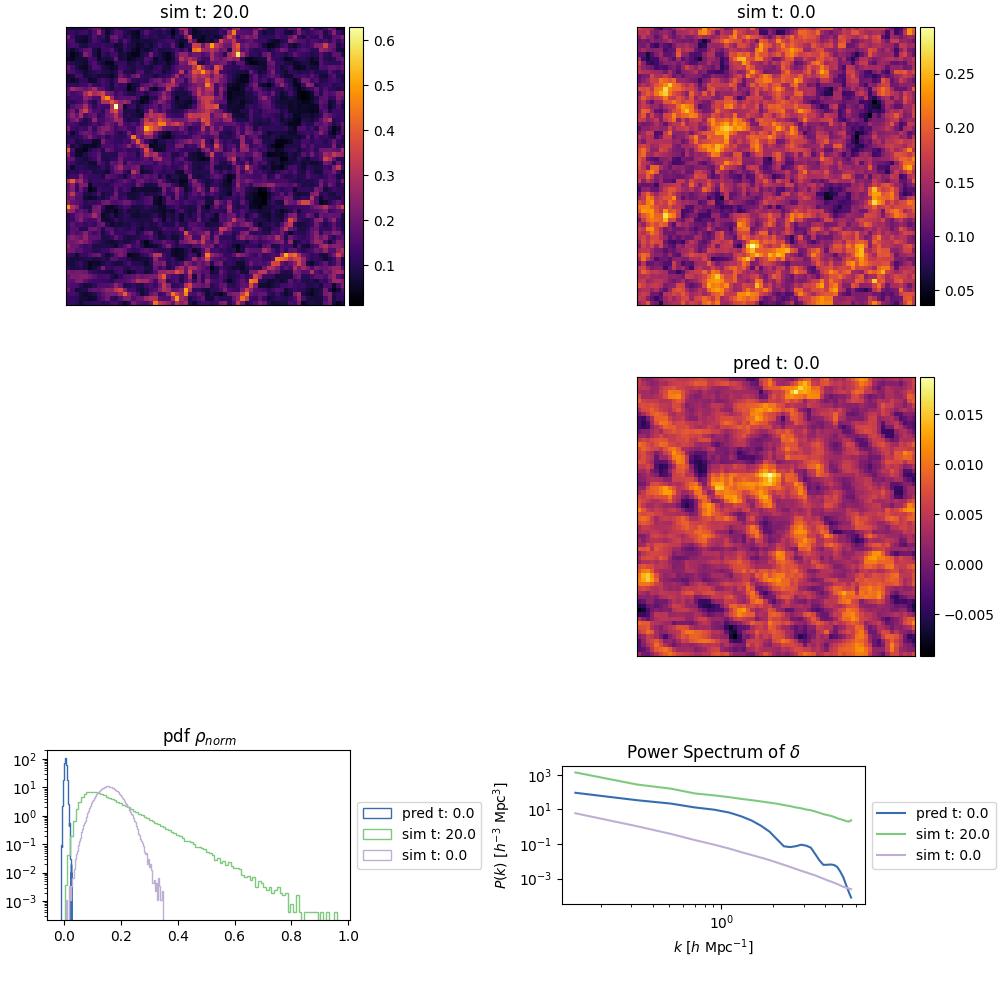 sim t: 20.0
0.6
0.5
0.4
0.3
0.2
0.1
sim t: 0.0
0.25
0.20
0.15
0.10
0.05
pred t: 0.0
0.015
0.010
0.005
0.000
−0.005
pdf ρnorm
10²
10¹
10⁰
10⁻¹
10⁻²
10⁻³
0.0 0.2 0.4 0.6 0.8 1.0
pred t: 0.0
sim t: 20.0
sim t: 0.0
Power Spectrum of δ
P(k) [h⁻³ Mpc³]
10³
10¹
10⁻¹
10⁻³
10⁰
k [h Mpc⁻¹]
pred t: 0.0
sim t: 20.0
sim t: 0.0